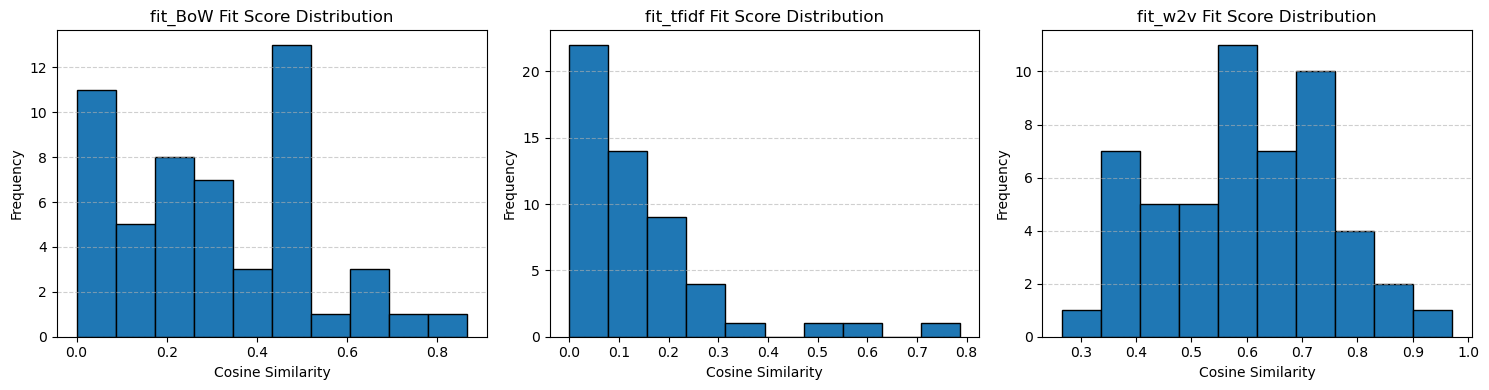 fit_BoW Fit Score Distribution
Frequency
12
10
8
6
4
2
0
0.0 0.2 0.4 0.6 0.8
Cosine Similarity
fit_tfidf Fit Score Distribution
Frequency
20
15
10
5
0
0.0 0.1 0.2 0.3 0.4 0.5 0.6 0.7 0.8
Cosine Similarity
fit_w2v Fit Score Distribution
Frequency
10
8
6
4
2
0
0.3 0.4 0.5 0.6 0.7 0.8 0.9 1.0
Cosine Similarity